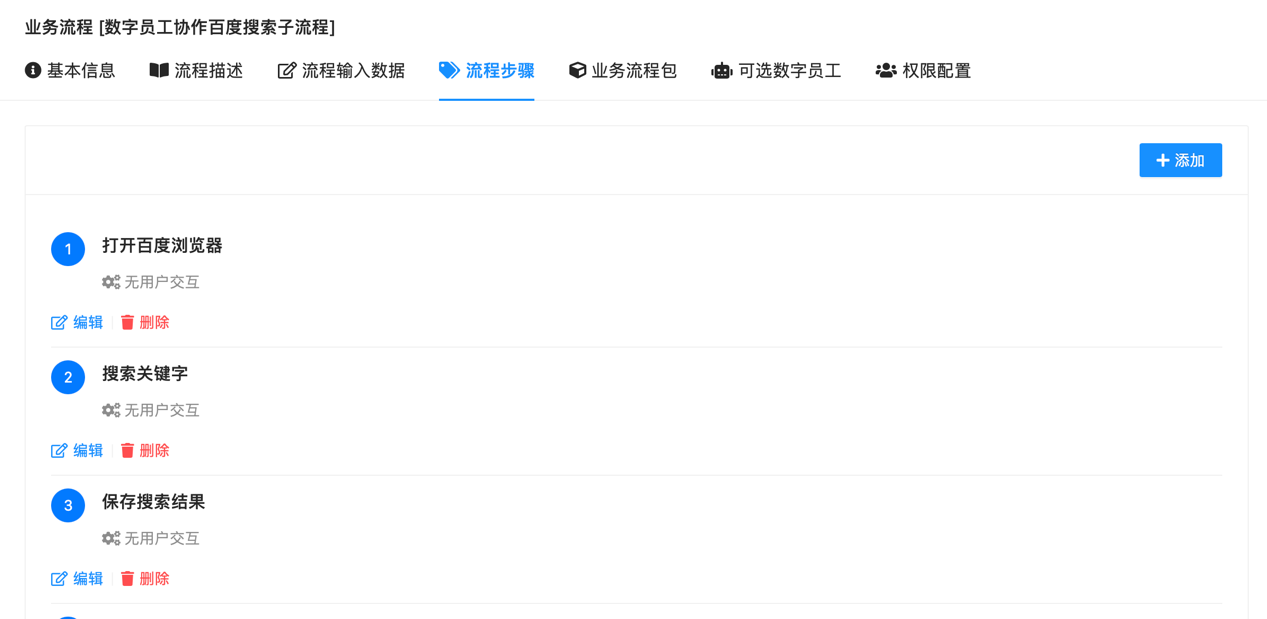 业务流程 [数字员工协作百度搜索子流程]
基本信息 流程描述 流程输入数据 流程步骤 业务流程包 可选数字员工 权限配置
添加
1 打开百度浏览器
无用户交互
编辑 删除
2 搜索关键字
无用户交互
编辑 删除
3 保存搜索结果
无用户交互
编辑 删除